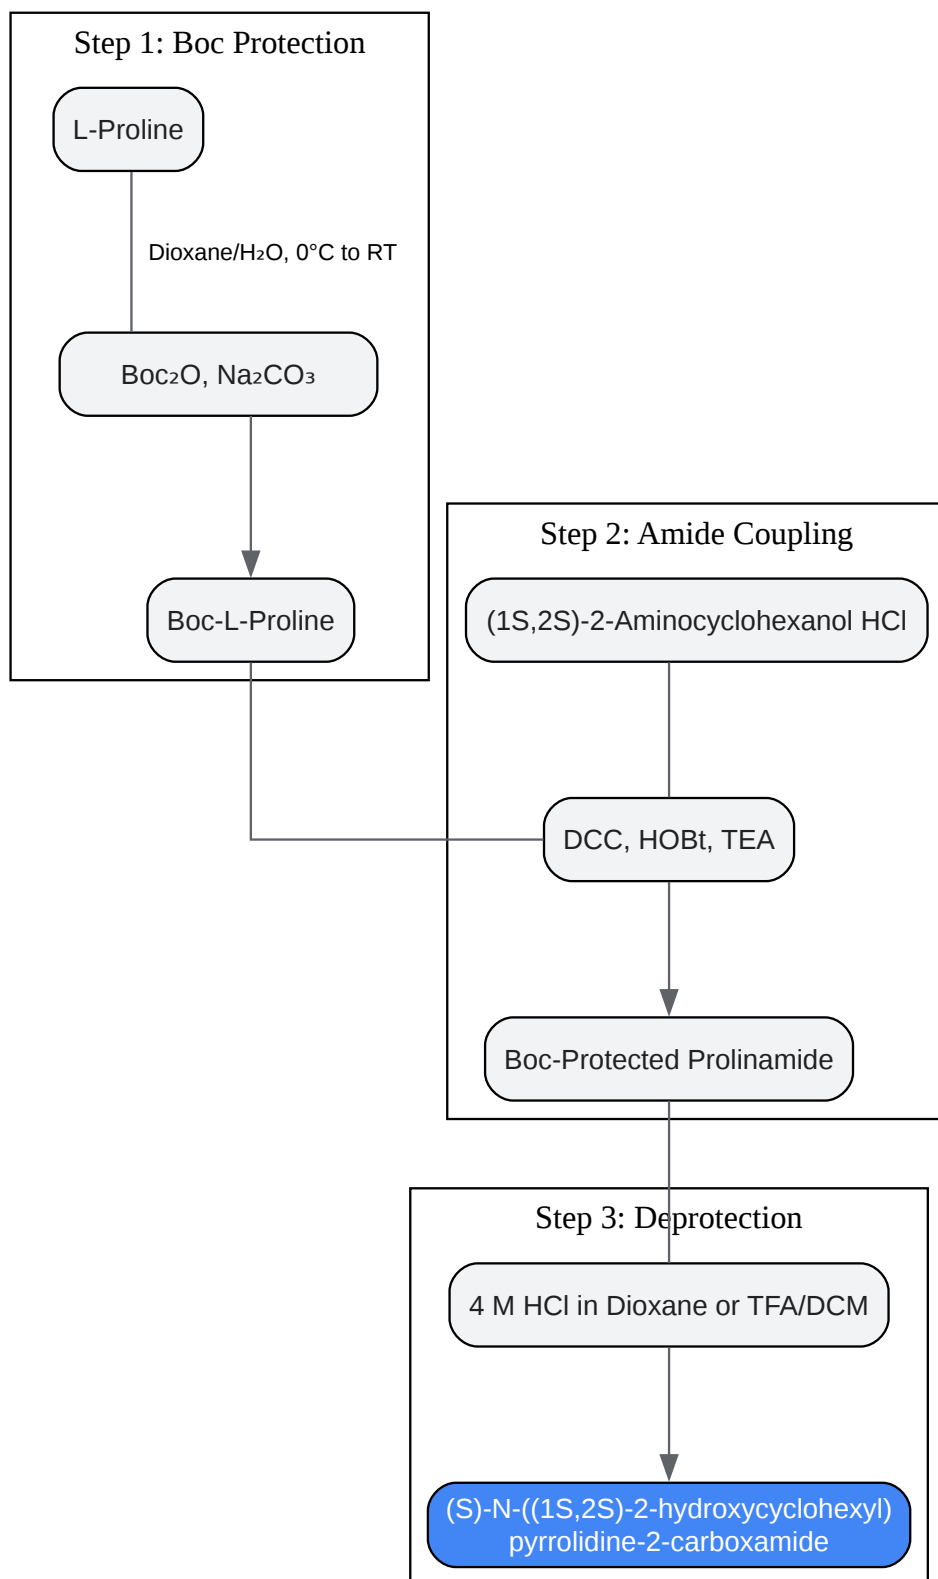 Step 1: Boc Protection
L-Proline
Dioxane/H₂O, 0°C to RT
Boc₂O, Na₂CO₃
Boc-L-Proline
Step 2: Amide Coupling
(1S,2S)-2-Aminocyclohexanol HCl
DCC, HOBt, TEA
Boc-Protected Prolinamide
Step 3: Deprotection
4 M HCl in Dioxane or TFA/DCM
(S)-N-((1S,2S)-2-hydroxycyclohexyl)
pyrrolidine-2-carboxamide